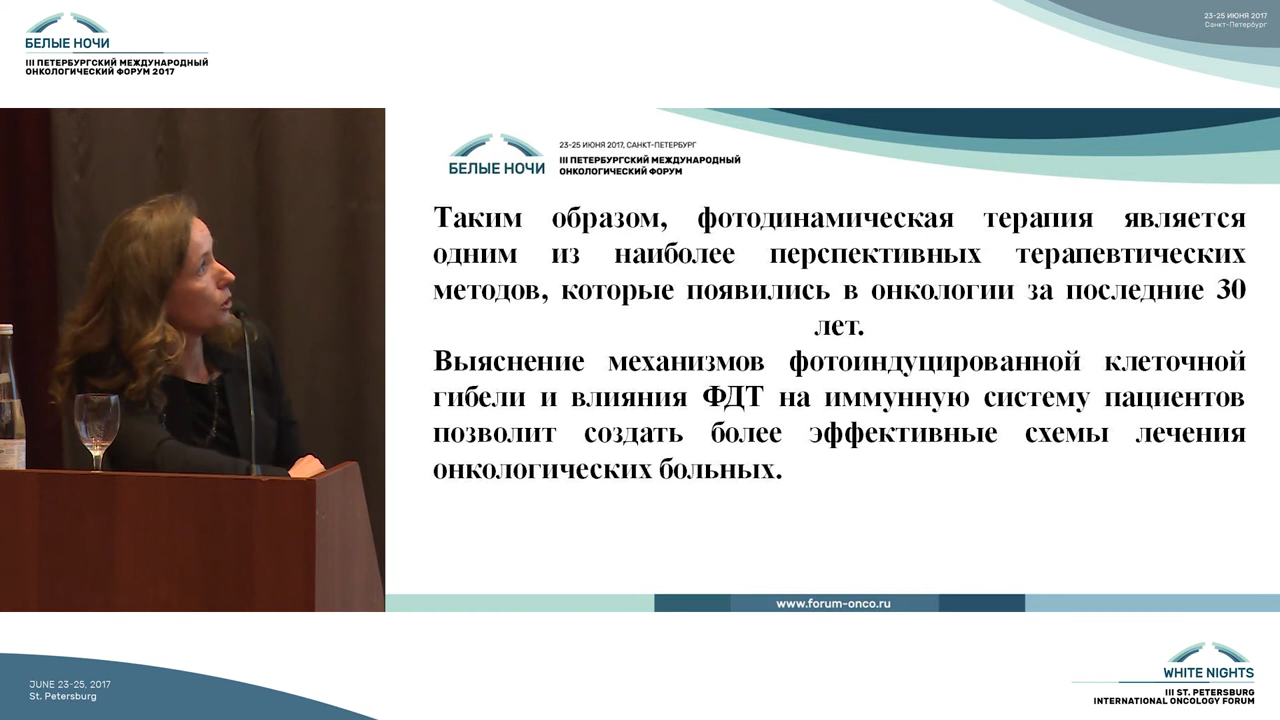 БЕЛЫЕ НОЧИ
III ПЕТЕРБУРГСКИЙ МЕЖДУНАРОДНЫЙ
ОНКОЛОГИЧЕСКИЙ ФОРУМ 2017
23-25 ИЮНЯ 2017
Санкт-Петербург
БЕЛЫЕ НОЧИ
23-25 ИЮНЯ 2017, САНКТ-ПЕТЕРБУРГ
III ПЕТЕРБУРГСКИЙ МЕЖДУНАРОДНЫЙ
ОНКОЛОГИЧЕСКИЙ ФОРУМ
Таким образом, фотодинамическая терапия является
одним из наиболее перспективных терапевтических
методов, которые появились в онкологии за последние 30
лет.
Выяснение механизмов фотоиндуцированной клеточной
гибели и влияния ФДТ на иммунную систему пациентов
позволит создать более эффективные схемы лечения
онкологических больных.
www.forum-onco.ru
JUNE 23-25, 2017
St. Petersburg
WHITE NIGHTS
III ST. PETERSBURG
INTERNATIONAL ONCOLOGY FORUM